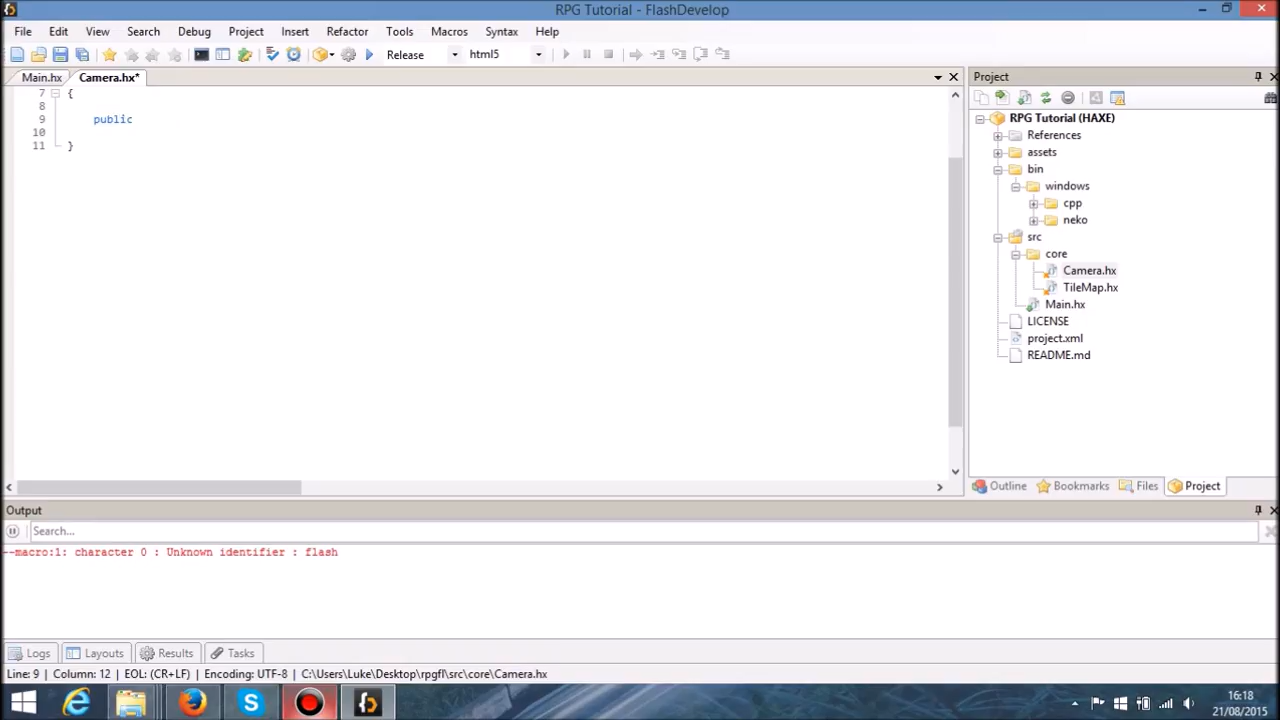 RPG Tutorial - FlashDevelop
File Edit View Search Debug Project Insert Refactor Tools Macros Syntax Help
Release html5
Main.hx Camera.hx*
7 {
8
9 public
10
11 }
Project
RPG Tutorial (HAXE)
References
assets
bin
windows
cpp
neko
src
core
Camera.hx
TileMap.hx
Main.hx
LICENSE
project.xml
README.md
Outline Bookmarks Files Project
Output
Search...
--macro:1: character 0 : Unknown identifier : flash
Logs Layouts Results Tasks
Line: 9 | Column: 12 | EOL: (CR+LF) | Encoding: UTF-8 | C:\Users\Luke\Desktop\rpgfl\src\core\Camera.hx
16:18
21/08/2015